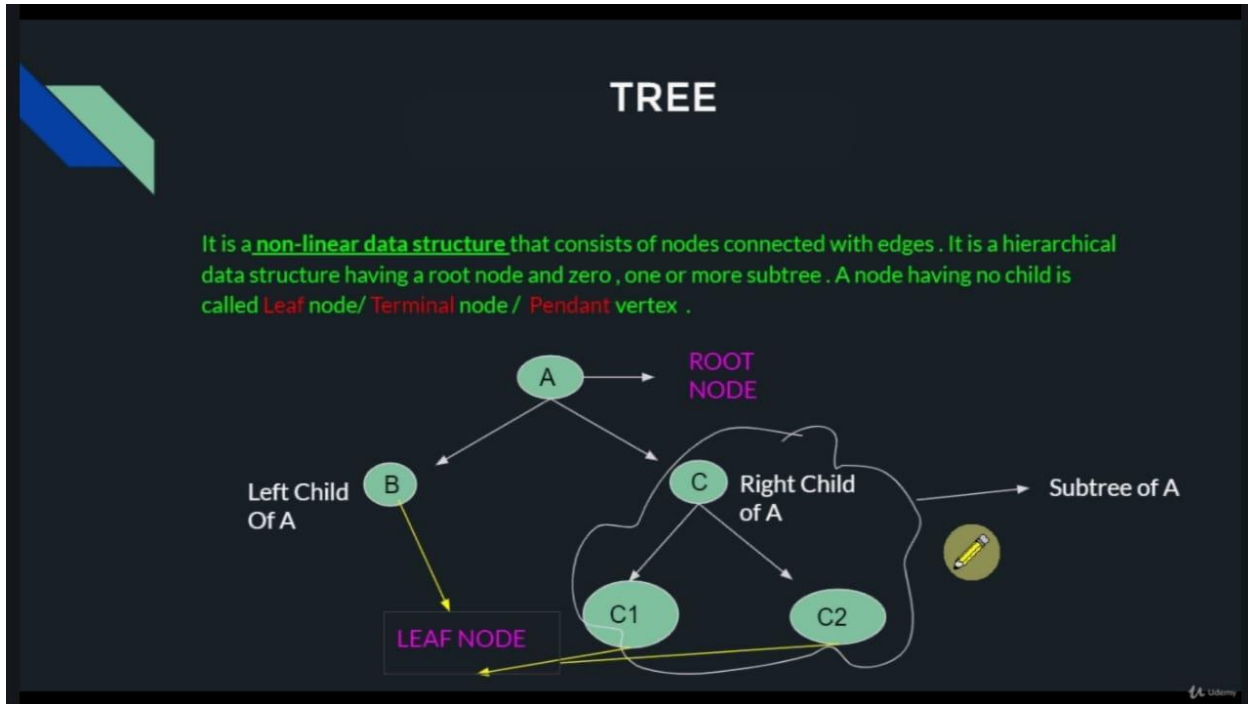 TREE
It is a non-linear data structure that consists of nodes connected with edges . It is a hierarchical
data structure having a root node and zero , one or more subtree . A node having no child is
called Leaf node/ Terminal node / Pendant vertex .
A
ROOT
NODE
B
Left Child
Of A
C
Right Child
of A
Subtree of A
C1
C2
LEAF NODE
Udemy